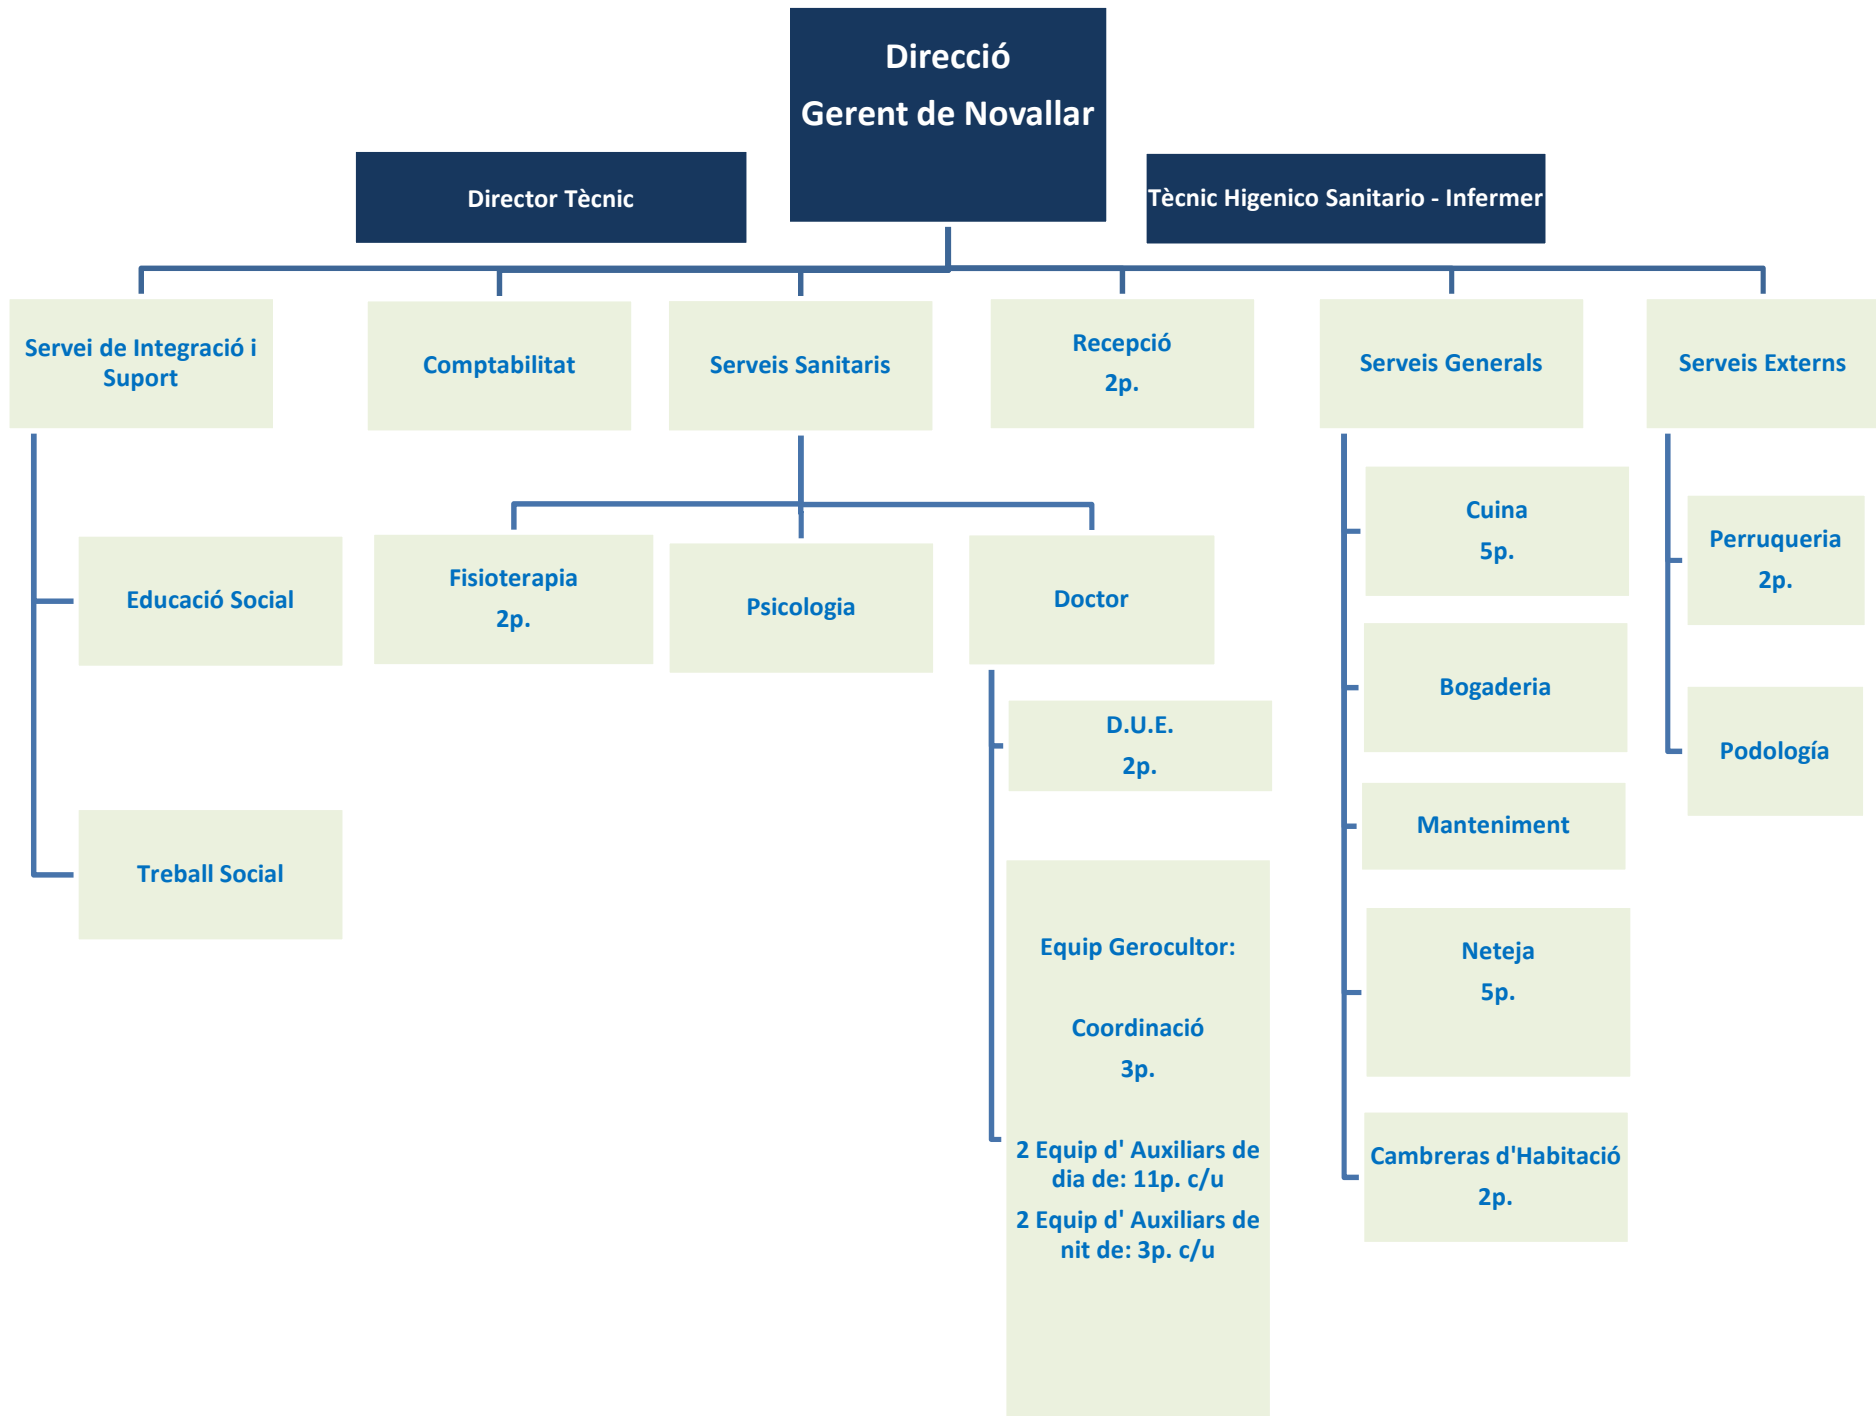 Direcció
Gerent de Novallar
Director Tècnic
Tècnic Higenico Sanitario - Infermer
Servei de Integració i
Suport
Comptabilitat
Serveis Sanitaris
Recepció
2p.
Serveis Generals
Serveis Externs
Educació Social
Treball Social
Fisioterapia
2p.
Psicologia
Doctor
D.U.E.
2p.
Equip Gerocultor:
Coordinació
3p.
2 Equip d' Auxiliars de
dia de: 11p. c/u
2 Equip d' Auxiliars de
nit de: 3p. c/u
Cuina
5p.
Bogaderia
Manteniment
Neteja
5p.
Cambreras d'Habitació
2p.
Perruqueria
2p.
Podología